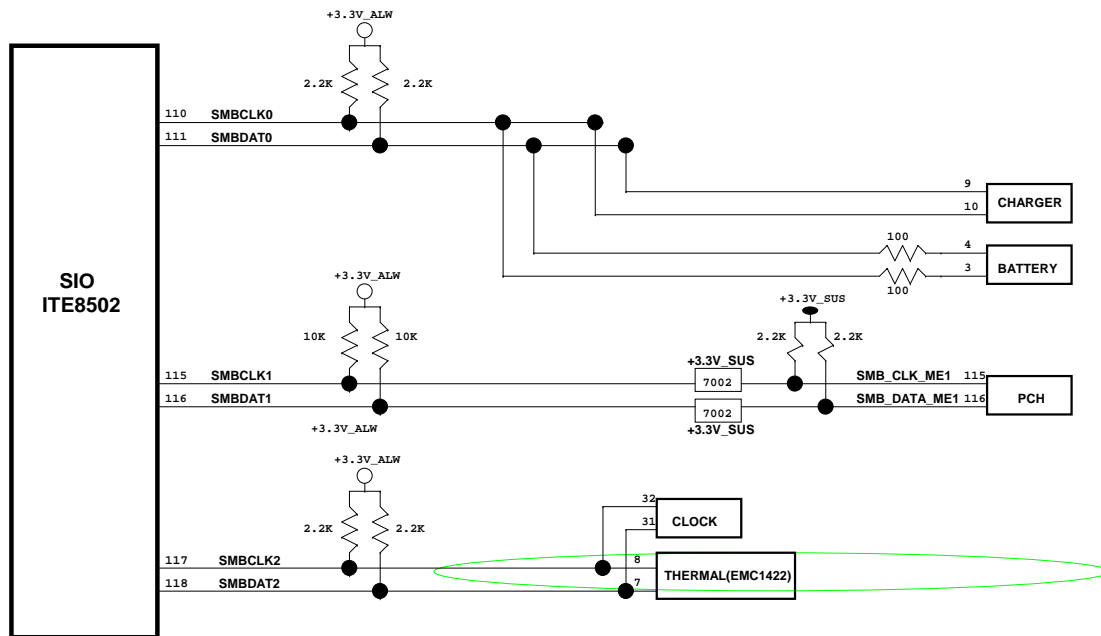 +3.3V_ALW
2.2K 2.2K
110 SMBCLK0
111 SMBDAT0
9
10
CHARGER
100
4
3
100
BATTERY
SIO
ITE8502
+3.3V_ALW
10K 10K
+3.3V_SUS
2.2K 2.2K
+3.3V_SUS
115 SMBCLK1 7002 SMB_CLK_ME1 115
116 SMBDAT1 7002 SMB_DATA_ME1 116
PCH
+3.3V_SUS
+3.3V_ALW
+3.3V_ALW
2.2K 2.2K
32
31
CLOCK
117 SMBCLK2 8
118 SMBDAT2 7
THERMAL(EMC1422)